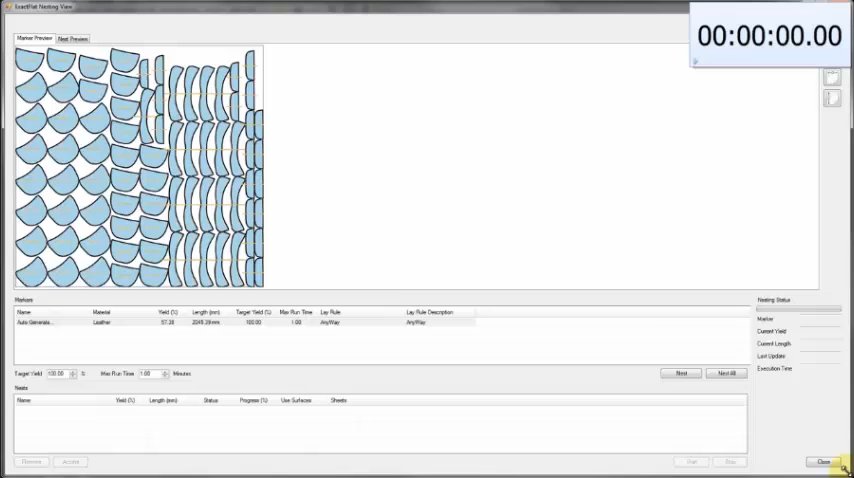 ExactFlat Nesting View
00:00:00.00
Marker Preview Nest Preview
Markers
Name Material Yield (%) Length (mm) Target Yield (%) Max Run Time Lay Rule Lay Rule Description
Auto Generate... Leather 57.38 2048.39mm 100.00 1.00 AnyWay AnyWay
Target Yield 100.00 % Max Run Time 1.00 Minutes Nest Nest All
Nests
Name Yield (%) Length (mm) Status Progress (%) Use Surfaces Sheets
Remove Accept Start Stop
Nesting Status
Marker
Current Yield
Current Length
Last Update
Execution Time
Close